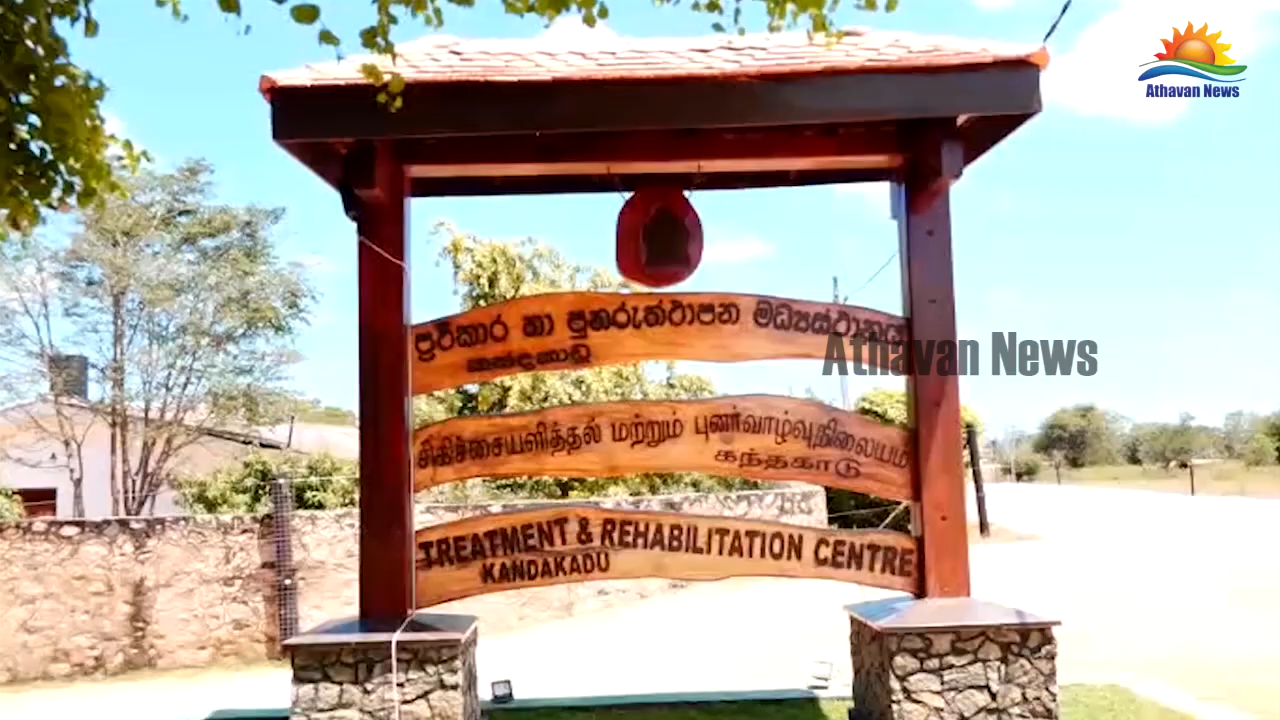 Athavan News
ප්‍රතිකාර හා පුනරුත්ථාපන මධ්‍යස්ථානය
කන්දකාඩු
Athavan News
சிகிச்சையளித்தல் மற்றும் புனர்வாழ்வுநிலையம்
கந்தகாடு
TREATMENT & REHABILITATION CENTRE
KANDAKADU